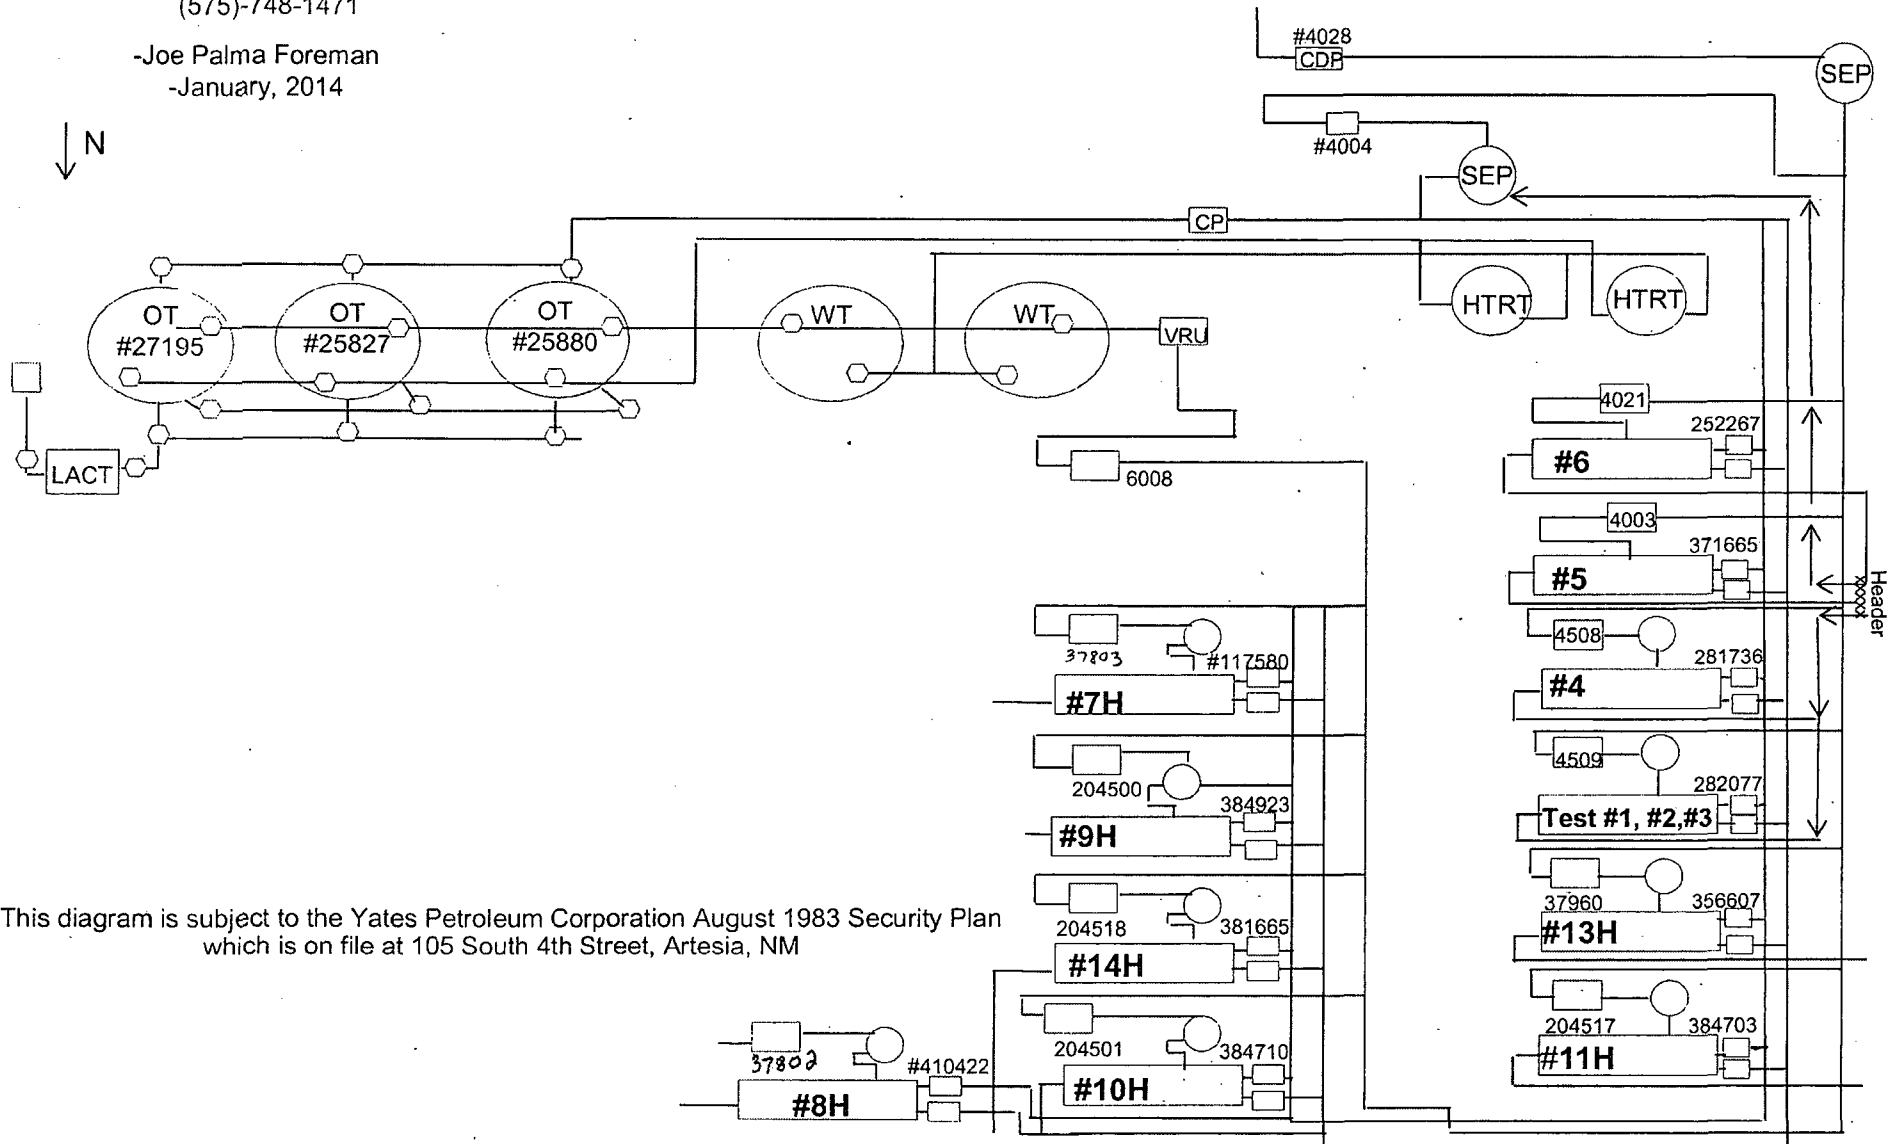 (575)-748-1471
-Joe Palma Foreman
-January, 2014
N
#4028
CDP
SEP
#4004
SEP
CP
OT
#27195
OT
#25827
OT
#25880
WT
WT
VRU
HTRT
HTRT
LACT
6008
4021
252267
#6
4003
371665
#5
Header
xxxxx
4508
281736
#4
4509
282077
Test #1, #2,#3
37960
356607
#13H
204517
384703
#11H
37803
#117580
#7H
204500
384923
#9H
204518
381665
#14H
204501
384710
#10H
37802
#410422
#8H
This diagram is subject to the Yates Petroleum Corporation August 1983 Security Plan
which is on file at 105 South 4th Street, Artesia, NM